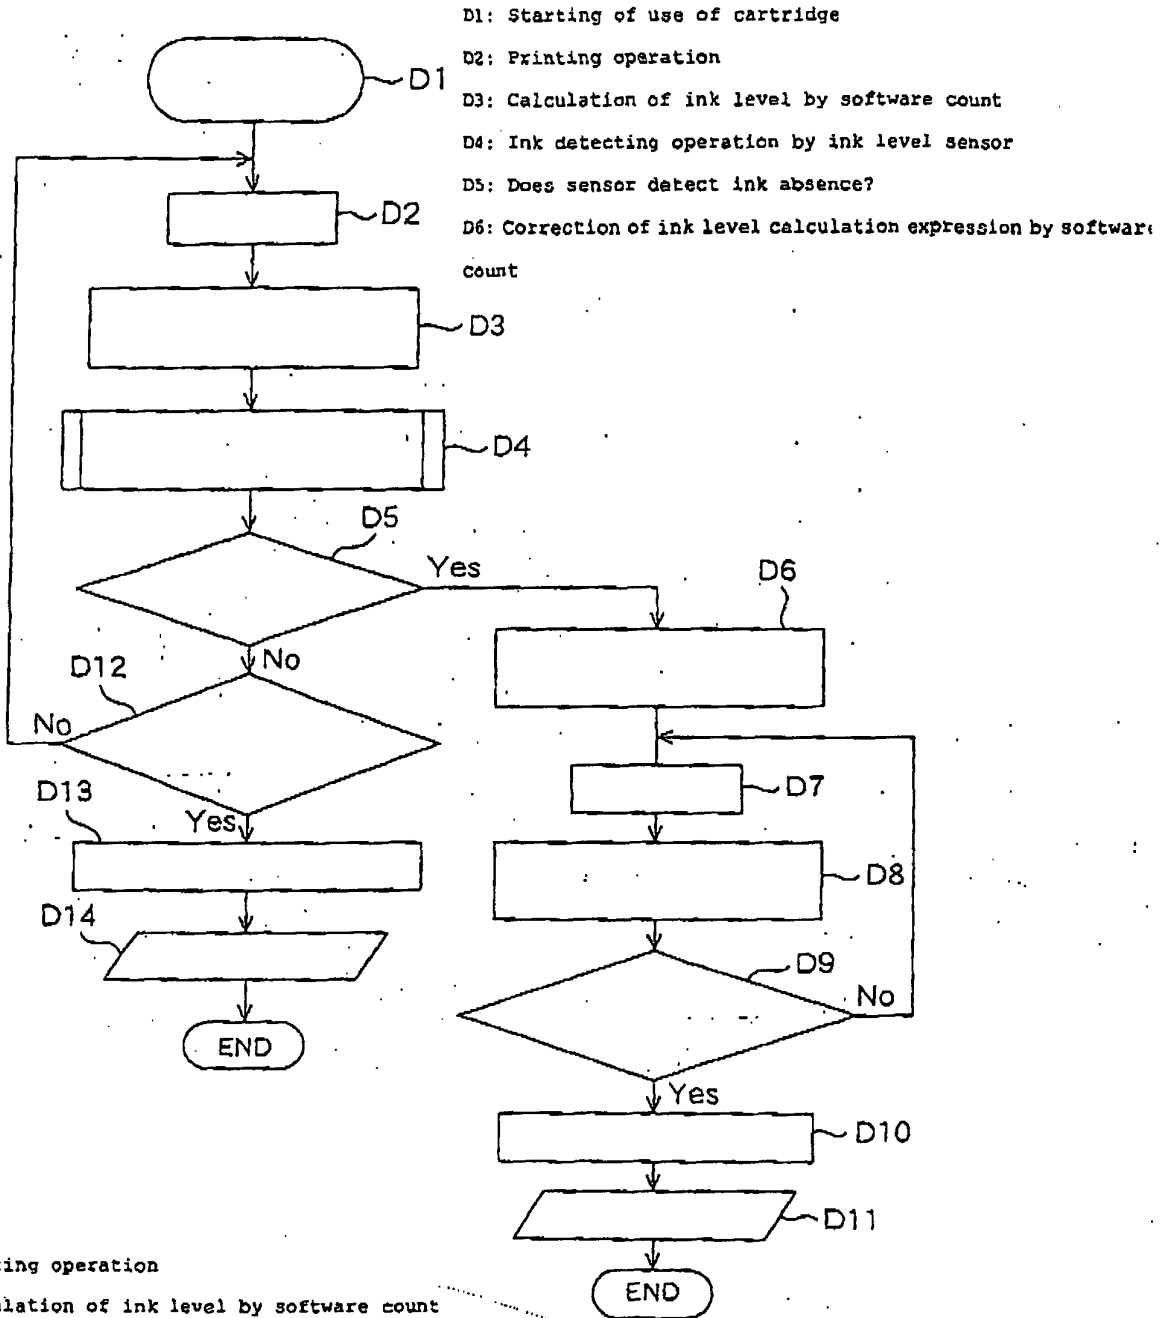 D1: Starting of use of cartridge
D2: Printing operation
D3: Calculation of ink level by software count
D4: Ink detecting operation by ink level sensor
D5: Does sensor detect ink absence?
D6: Correction of ink level calculation expression by software
count
D1
D2
D3
D4
D5
Yes
D6
No
D12
No
D7
D13
Yes
D8
D14
D9
No
END
Yes
D10
D11
END
operation
of ink level by software count